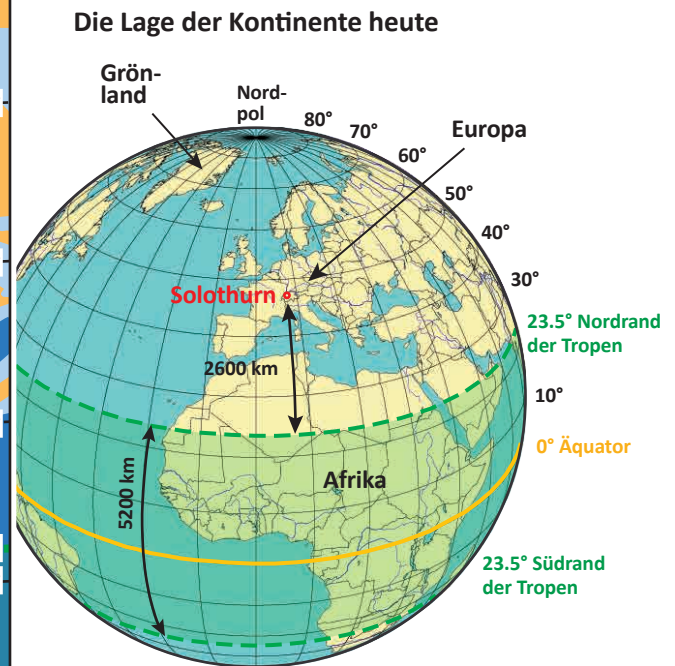 Die Lage der Kontinente heute
Grön-
land
Nord-
pol
80°
70°
Europa
60°
50°
40°
30°
Solothurn
23.5° Nordrand
der Tropen
2600 km
10°
0° Äquator
Afrika
5200 km
23.5° Südrand
der Tropen